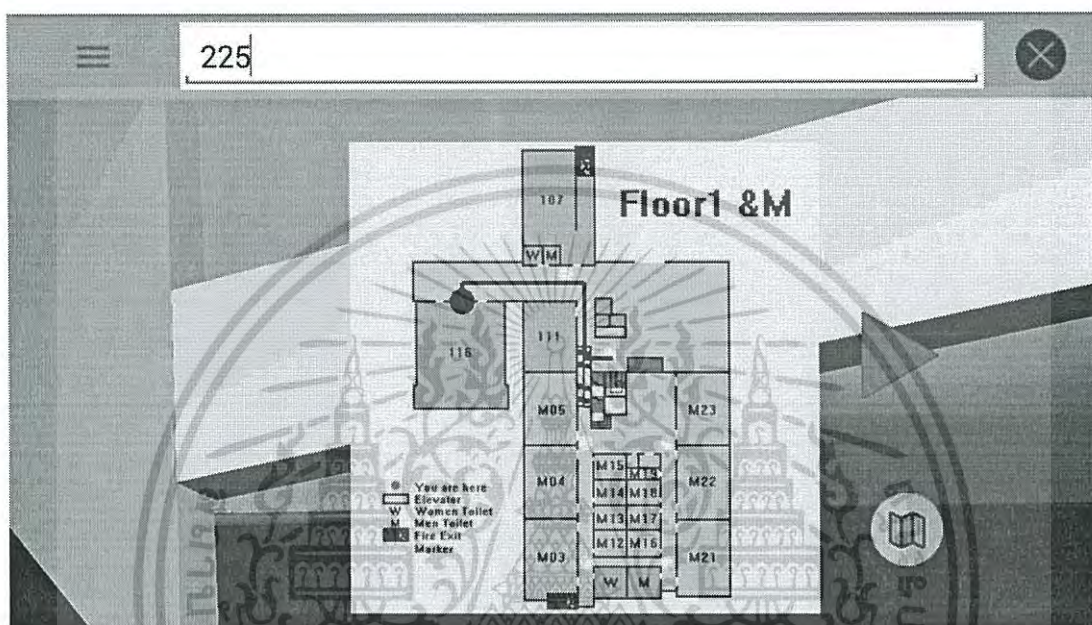 225
Floor1 &M
107
W M
111
116
M05
M23
M15
M19
M04
M14 M18
M22
M13 M17
M12 M16
M03
M21
W M
You are here
Elevator
W Women Toilet
M Men Toilet
Fire Exit
Marker